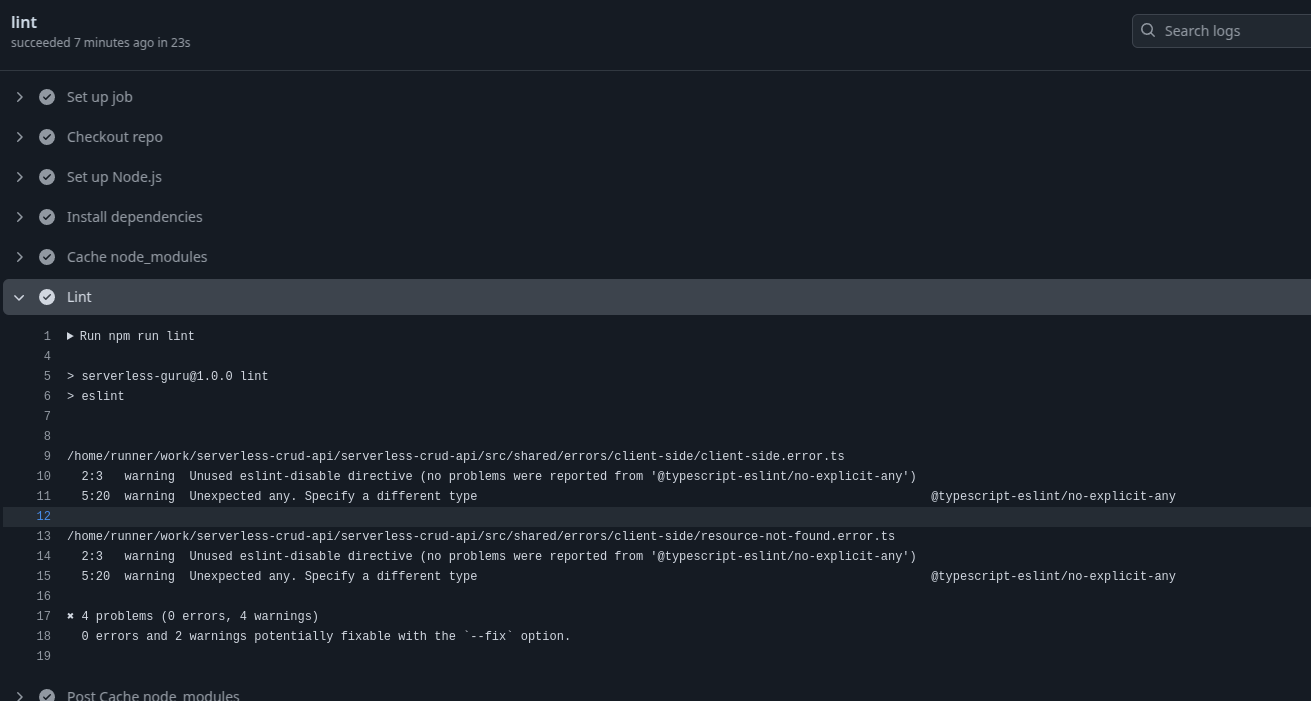 lint
succeeded 7 minutes ago in 23s
Search logs
Set up job
Checkout repo
Set up Node.js
Install dependencies
Cache node_modules
Lint
1 Run npm run lint
4
5 > serverless-guru@1.0.0 lint
6 > eslint
7
8
9 /home/runner/work/serverless-crud-api/serverless-crud-api/src/shared/errors/client-side/client-side.error.ts
10 2:3 warning Unused eslint-disable directive (no problems were reported from '@typescript-eslint/no-explicit-any')
11 5:20 warning Unexpected any. Specify a different type @typescript-eslint/no-explicit-any
12
13 /home/runner/work/serverless-crud-api/serverless-crud-api/src/shared/errors/client-side/resource-not-found.error.ts
14 2:3 warning Unused eslint-disable directive (no problems were reported from '@typescript-eslint/no-explicit-any')
15 5:20 warning Unexpected any. Specify a different type @typescript-eslint/no-explicit-any
16
17 ✖ 4 problems (0 errors, 4 warnings)
18 0 errors and 2 warnings potentially fixable with the `--fix` option.
19
Post Cache node_modules